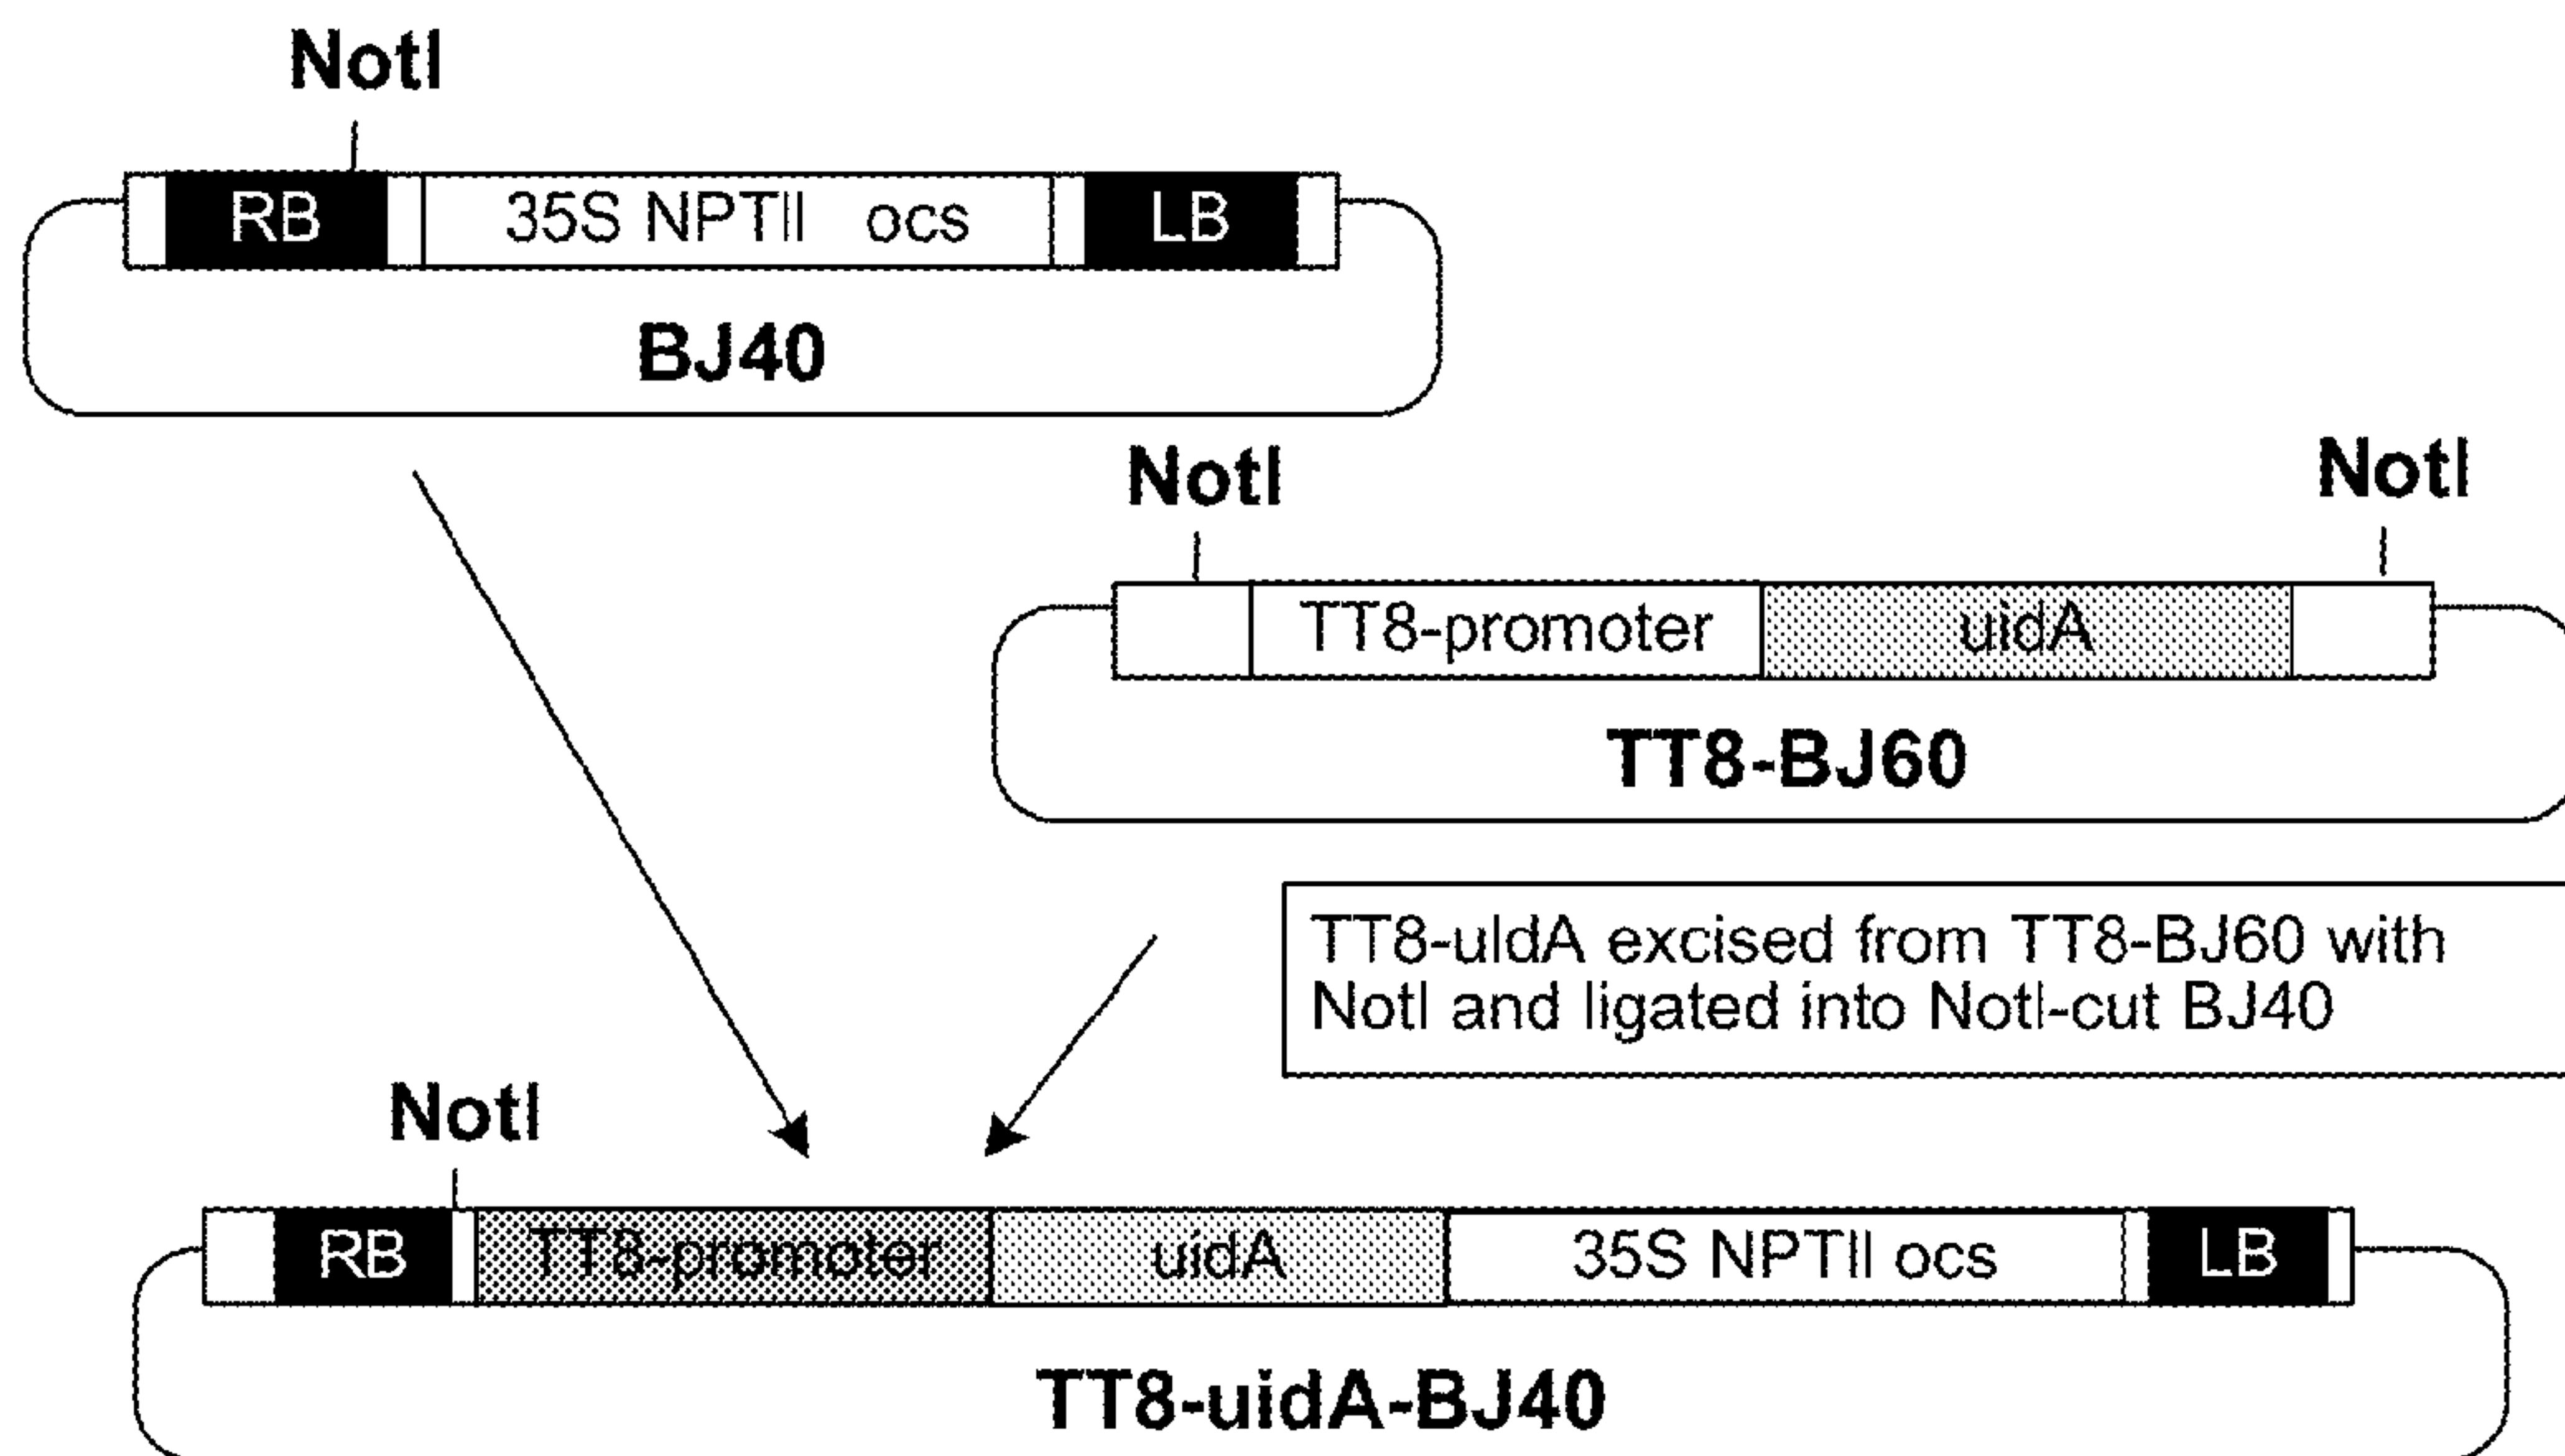 NotI
RB 35S NPTII ocs LB
BJ40
NotI NotI
TT8-promoter uidA
TT8-BJ60
TT8-uldA excised from TT8-BJ60 with
NotI and ligated into NotI-cut BJ40
NotI
RB TT8-promoter uidA 35S NPTII ocs LB
TT8-uidA-BJ40